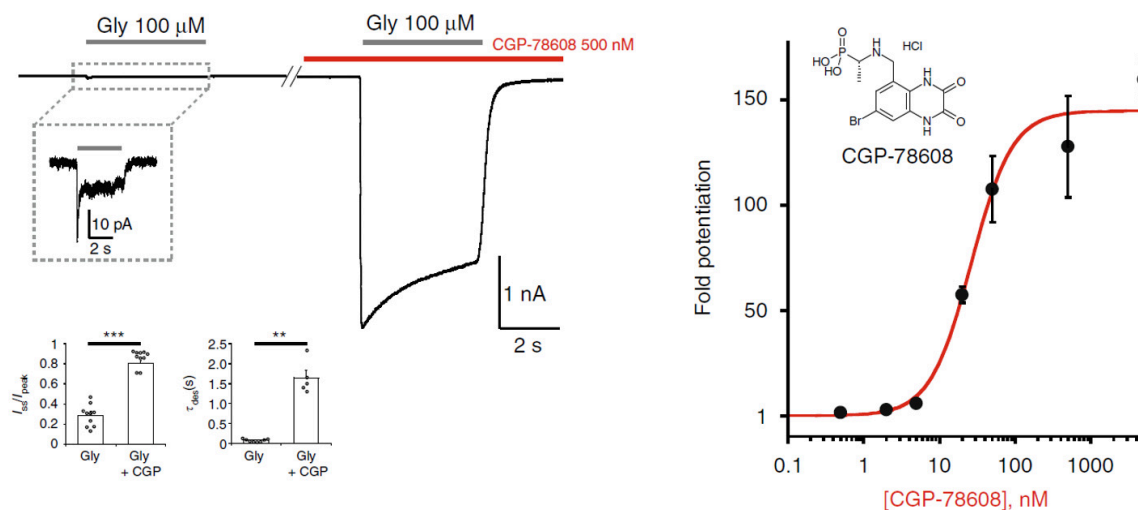 Gly 100 μM
Gly 100 μM
CGP-78608 500 nM
10 pA
2 s
1 nA
2 s
***
1
0.8
0.6
0.4
0.2
0
Iss/Ipeak
Gly
Gly
+ CGP
**
2.5
2.0
1.5
1.0
0.5
0
τdes(s)
Gly
Gly
+ CGP
O
H
N
HCl
HO
P
HO
H
N
O
Br
N
H
O
CGP-78608
150
100
50
1
Fold potentiation
0.1
1
10
100
1000
[CGP-78608], nM